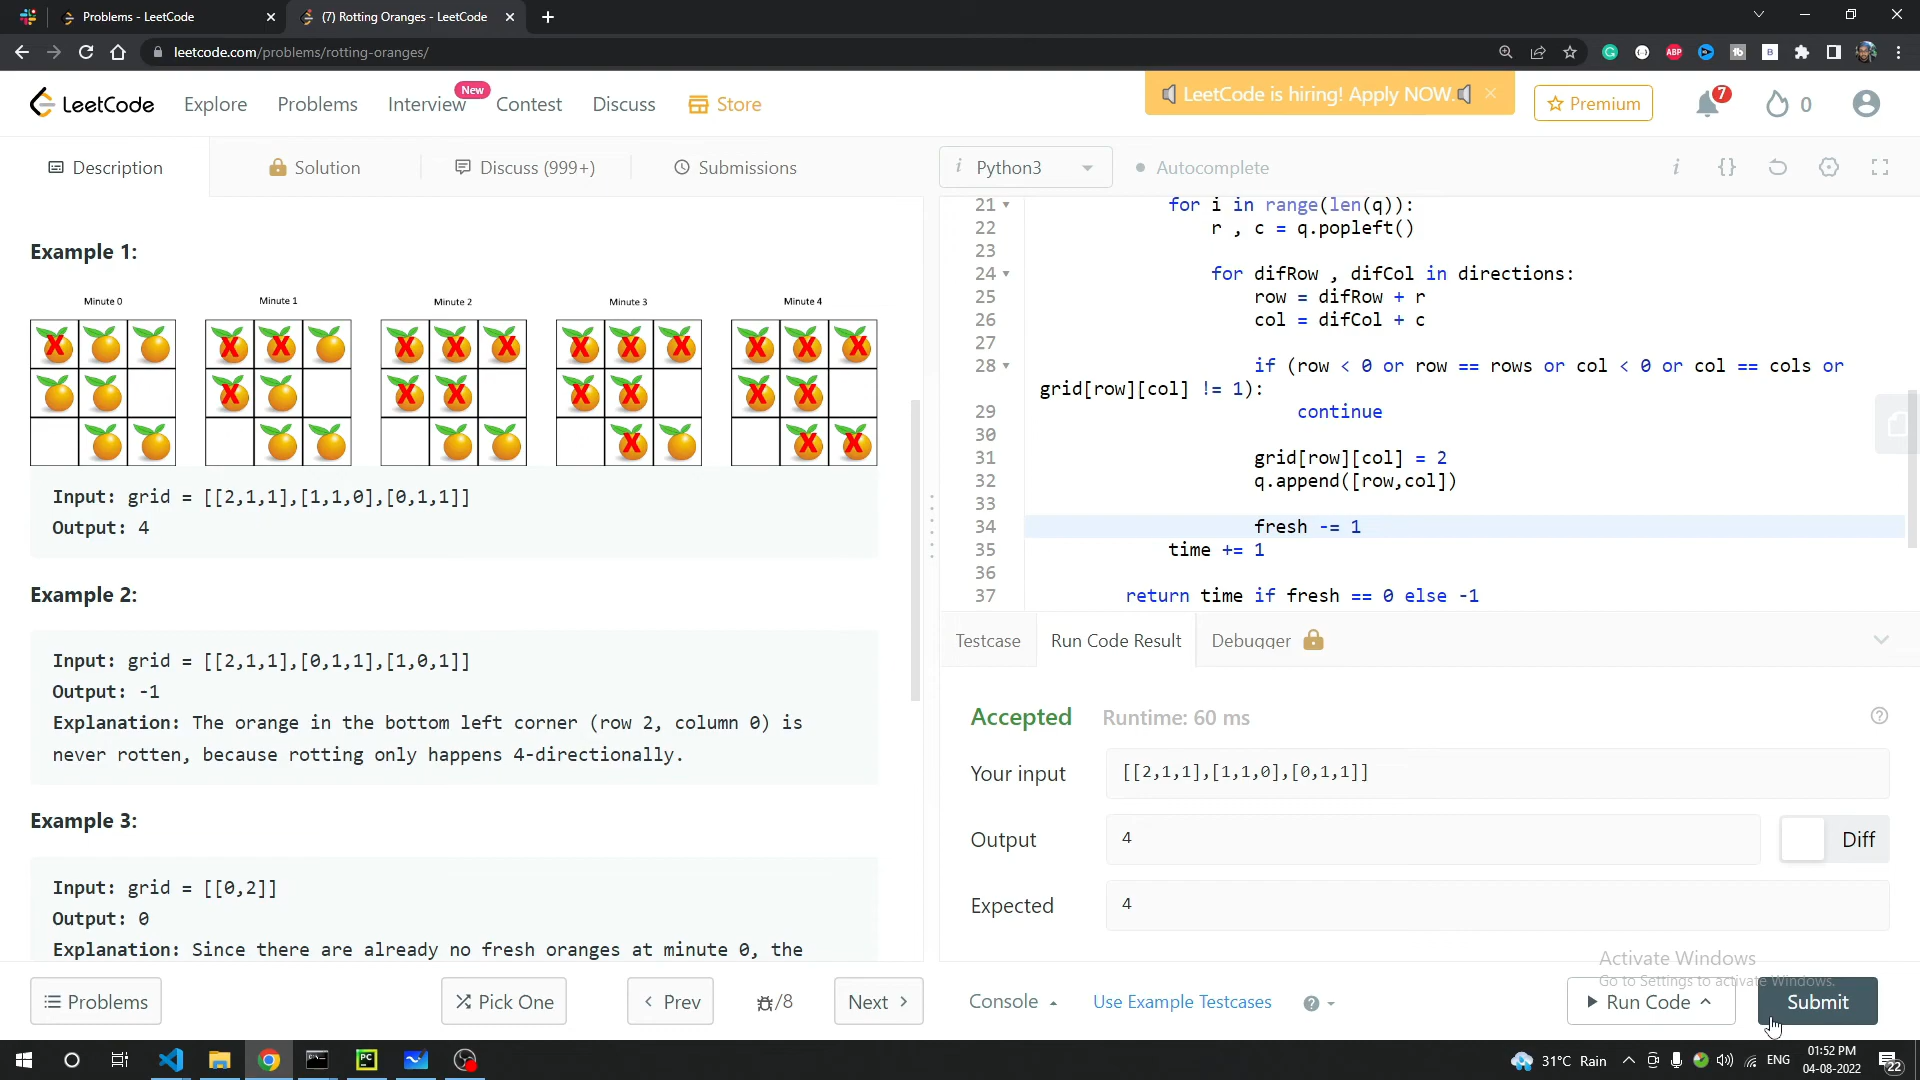 Problems - LeetCode
(7) Rotting Oranges - LeetCode
leetcode.com/problems/rotting-oranges/
LeetCode
Explore
Problems
Interview
New
Contest
Discuss
Store
LeetCode is hiring! Apply NOW.
Premium
7
0
Description
Solution
Discuss (999+)
Submissions
i Python3
Autocomplete
Example 1:
Minute 0
Minute 1
Minute 2
Minute 3
Minute 4
Input: grid = [[2,1,1],[1,1,0],[0,1,1]]
Output: 4
Example 2:
Input: grid = [[2,1,1],[0,1,1],[1,0,1]]
Output: -1
Explanation: The orange in the bottom left corner (row 2, column 0) is
never rotten, because rotting only happens 4-directionally.
Example 3:
Input: grid = [[0,2]]
Output: 0
Explanation: Since there are already no fresh oranges at minute 0, the
21 for i in range(len(q)):
22 r , c = q.popleft()
23
24 for difRow , difCol in directions:
25 row = difRow + r
26 col = difCol + c
27
28 if (row < 0 or row == rows or col < 0 or col == cols or
grid[row][col] != 1):
29 continue
30
31 grid[row][col] = 2
32 q.append([row,col])
33
34 fresh -= 1
35 time += 1
36
37 return time if fresh == 0 else -1
Testcase
Run Code Result
Debugger
Accepted
Runtime: 60 ms
Your input
[[2,1,1],[1,1,0],[0,1,1]]
Output
4
Diff
Expected
4
Activate Windows
Go to Settings to activate Windows.
Problems
Pick One
Prev
/8
Next
Console
Use Example Testcases
Run Code
Submit
31°C Rain
ENG
01:52 PM
04-08-2022
22